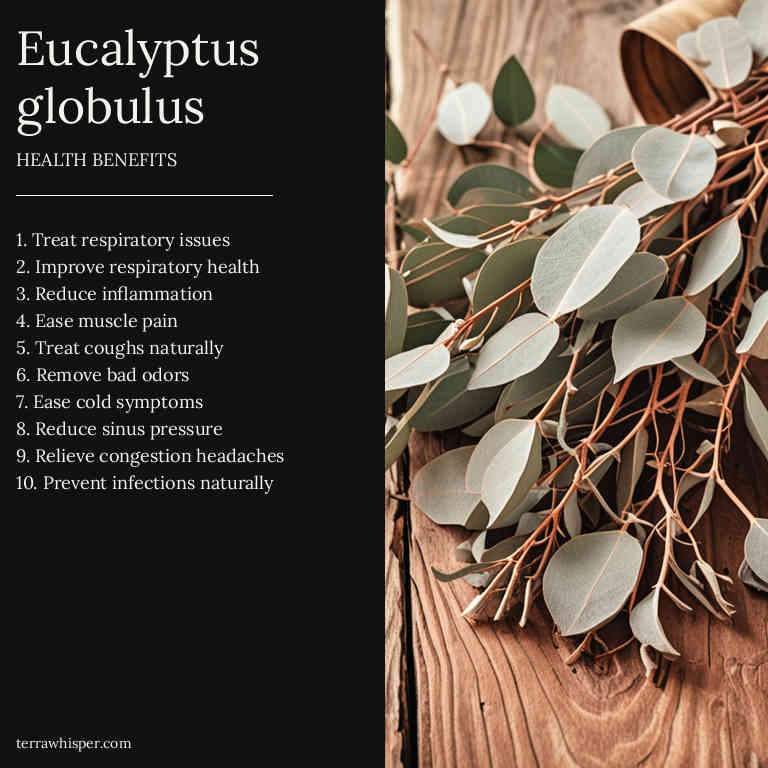 Eucalyptus
globulus
HEALTH BENEFITS
1. Treat respiratory issues
2. Improve respiratory health
3. Reduce inflammation
4. Ease muscle pain
5. Treat coughs naturally
6. Remove bad odors
7. Ease cold symptoms
8. Reduce sinus pressure
9. Relieve congestion headaches
10. Prevent infections naturally
terrawhisper.com